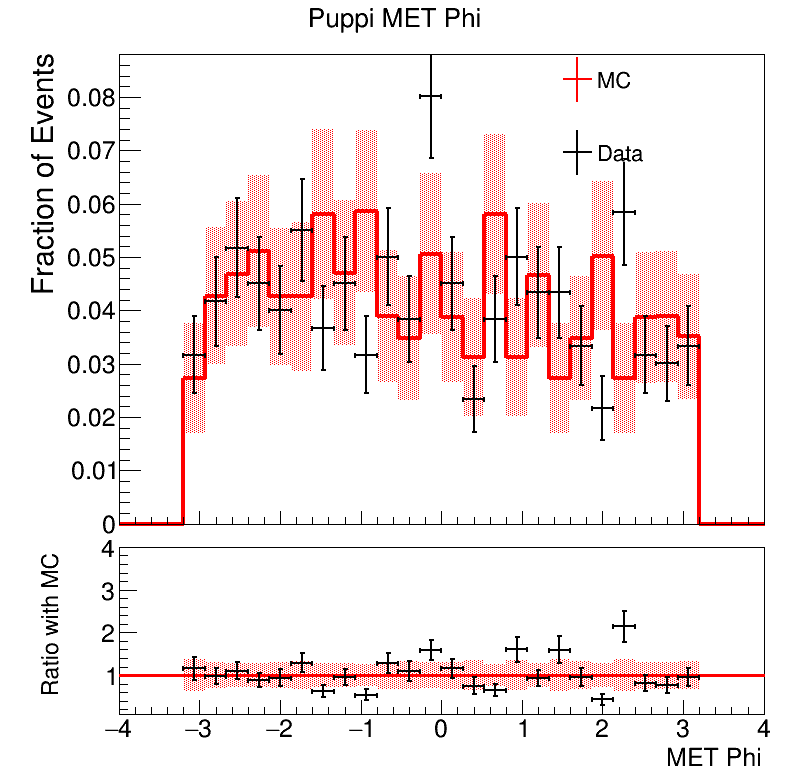 Puppi MET Phi
Fraction of Events
0.08
0.07
0.06
0.05
0.04
0.03
0.02
0.01
0
MC
Data
Ratio with MC
4
3
2
1
−4 −3 −2 −1 0 1 2 3 4
MET Phi